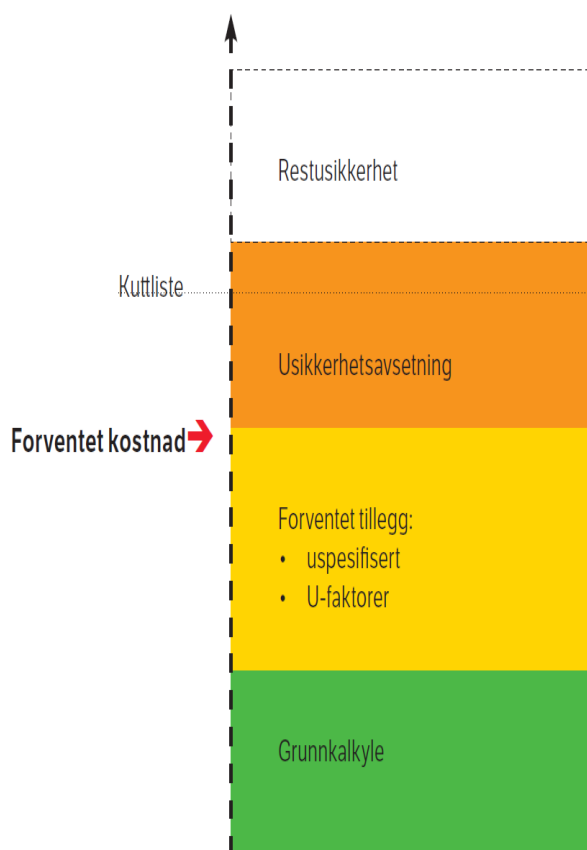 Restusikkerhet
Kuttliste
Usikkerhetsavsetning
Forventet kostnad
Forventet tillegg:
• uspesifisert
• U-faktorer
Grunnkalkyle